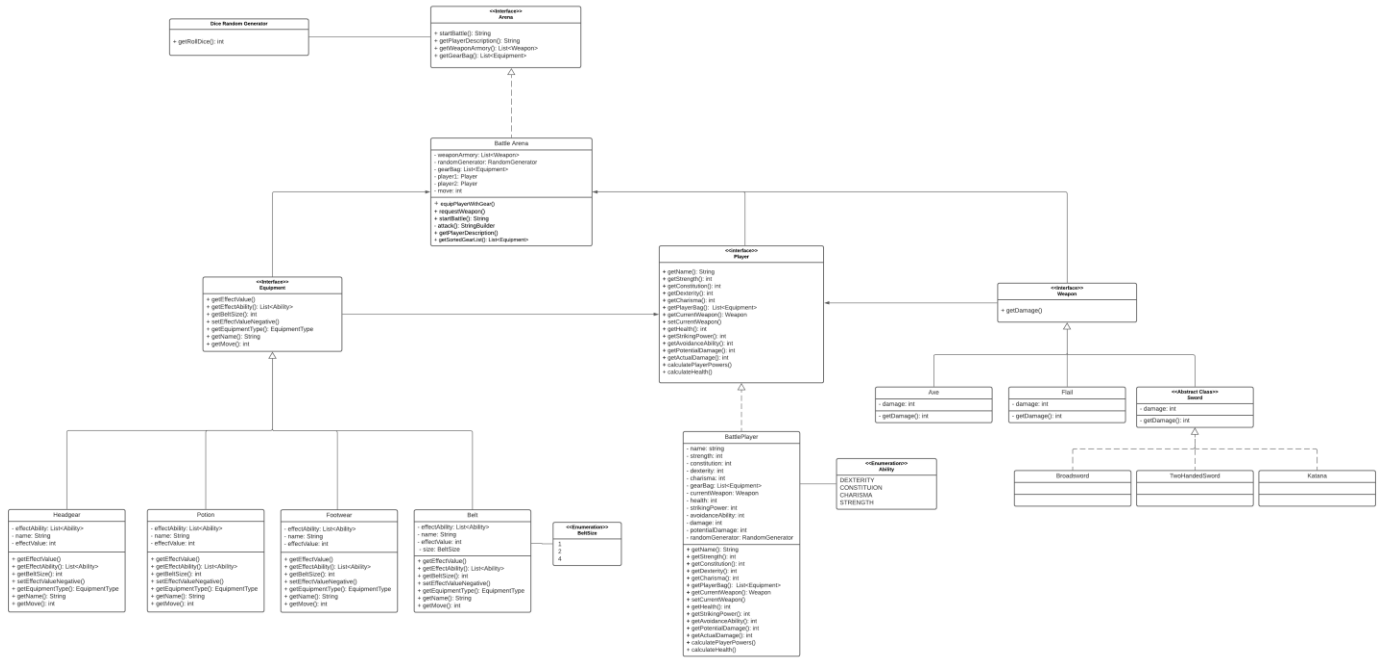 Dice Random Generator
+ getRollDice(): int
<<Interface>>
Arena
+ startBattle(): String
+ getPlayerDescription(): String
+ getWeaponArmory(): List<Weapon>
+ getGearBag(): List<Equipment>
Battle Arena
- weaponArmory: List<Weapon>
- randomGenerator: RandomGenerator
- gearBag: List<Equipment>
- player1: Player
- player2: Player
- move: int
+ equipPlayerWithGear()
+ requestWeapon()
+ startBattle(): String
- attack(): StringBuilder
+ getPlayerDescription()
+ getSortedGearList(): List<Equipment>
<<Interface>>
Equipment
+ getEffectValue()
+ getEffectAbility(): List<Ability>
+ getBeltSize(): int
+ setEffectValueNegative()
+ getEquipmentType(): EquipmentType
+ getName(): String
+ getMove(): int
<<Interface>>
Player
+ getName(): String
+ getStrength(): int
+ getConstitution(): int
+ getDexterity(): int
+ getCharisma(): int
+ getPlayerBag(): List<Equipment>
+ getCurrentWeapon(): Weapon
+ setCurrentWeapon()
+ getHealth(): int
+ getStrikingPower(): int
+ getAvoidanceAbility(): int
+ getPotentialDamage(): int
+ getActualDamage(): int
+ calculatePlayerPowers()
+ calculateHealth()
<<Interface>>
Weapon
+ getDamage()
Axe
- damage: int
- getDamage(): int
Flail
- damage: int
- getDamage(): int
<<Abstract Class>>
Sword
- damage: int
- getDamage(): int
Broadsword
TwoHandedSword
Katana
BattlePlayer
- name: string
- strength: int
- constitution: int
- dexterity: int
- charisma: int
- gearBag: List<Equipment>
- currentWeapon: Weapon
- health: int
- strikingPower: int
- avoidanceAbility: int
- damage: int
- potentialDamage: int
- randomGenerator: RandomGenerator
+ getName(): String
+ getStrength(): int
+ getConstitution(): int
+ getDexterity(): int
+ getCharisma(): int
+ getPlayerBag(): List<Equipment>
+ getCurrentWeapon(): Weapon
+ setCurrentWeapon()
+ getHealth(): int
+ getStrikingPower(): int
+ getAvoidanceAbility(): int
+ getPotentialDamage(): int
+ getActualDamage(): int
+ calculatePlayerPowers()
+ calculateHealth()
<<Enumeration>>
Ability
DEXTERITY
CONSTITUION
CHARISMA
STRENGTH
Headgear
- effectAbility: List<Ability>
- name: String
- effectValue: int
+ getEffectValue()
+ getEffectAbility(): List<Ability>
+ getBeltSize(): int
+ setEffectValueNegative()
+ getEquipmentType(): EquipmentType
+ getName(): String
+ getMove(): int
Potion
- effectAbility: List<Ability>
- name: String
- effectValue: int
+ getEffectValue()
+ getEffectAbility(): List<Ability>
+ getBeltSize(): int
+ setEffectValueNegative()
+ getEquipmentType(): EquipmentType
+ getName(): String
+ getMove(): int
Footwear
- effectAbility: List<Ability>
- name: String
- effectValue: int
+ getEffectValue()
+ getEffectAbility(): List<Ability>
+ getBeltSize(): int
+ setEffectValueNegative()
+ getEquipmentType(): EquipmentType
+ getName(): String
+ getMove(): int
Belt
- effectAbility: List<Ability>
- name: String
- effectValue: int
- size: BeltSize
+ getEffectValue()
+ getEffectAbility(): List<Ability>
+ getBeltSize(): int
+ setEffectValueNegative()
+ getEquipmentType(): EquipmentType
+ getName(): String
+ getMove(): int
<<Enumeration>>
BeltSize
1
2
4